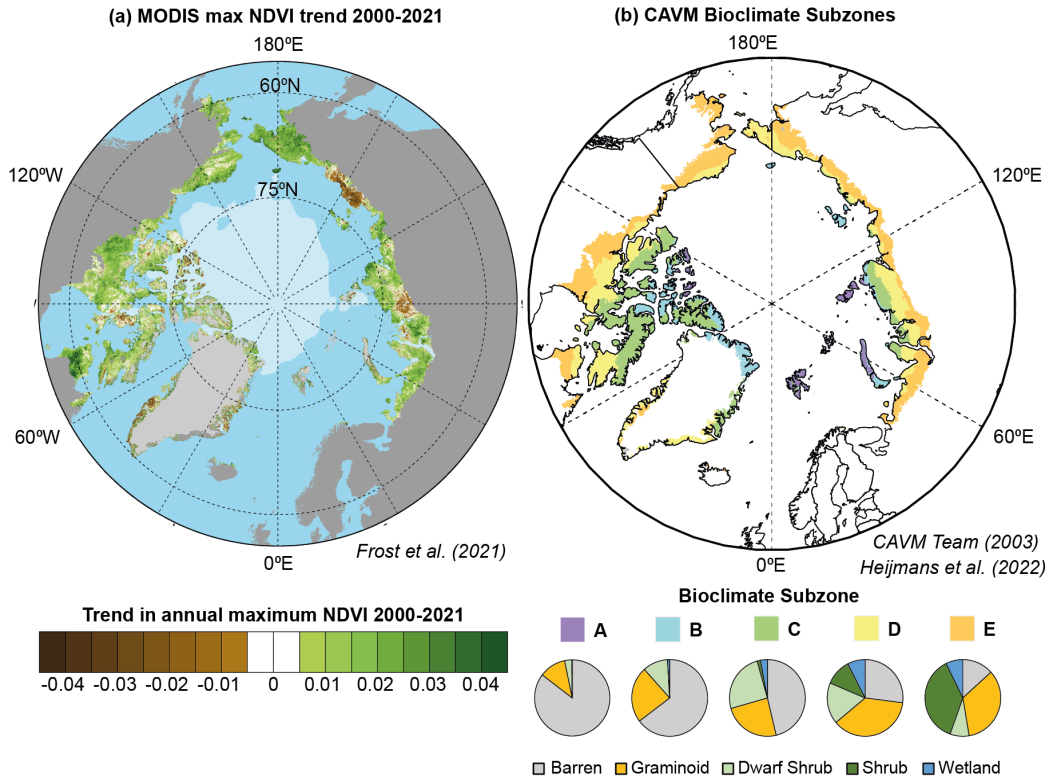 (a) MODIS max NDVI trend 2000-2021
180ºE
60ºN
120ºW
75ºN
60ºW
0ºE
Frost et al. (2021)
(b) CAVM Bioclimate Subzones
180ºE
120ºE
60ºE
0ºE
CAVM Team (2003)
Heijmans et al. (2022)
Trend in annual maximum NDVI 2000-2021
-0.04 -0.03 -0.02 -0.01 0 0.01 0.02 0.03 0.04
Bioclimate Subzone
A B C D E
Barren Graminoid Dwarf Shrub Shrub Wetland